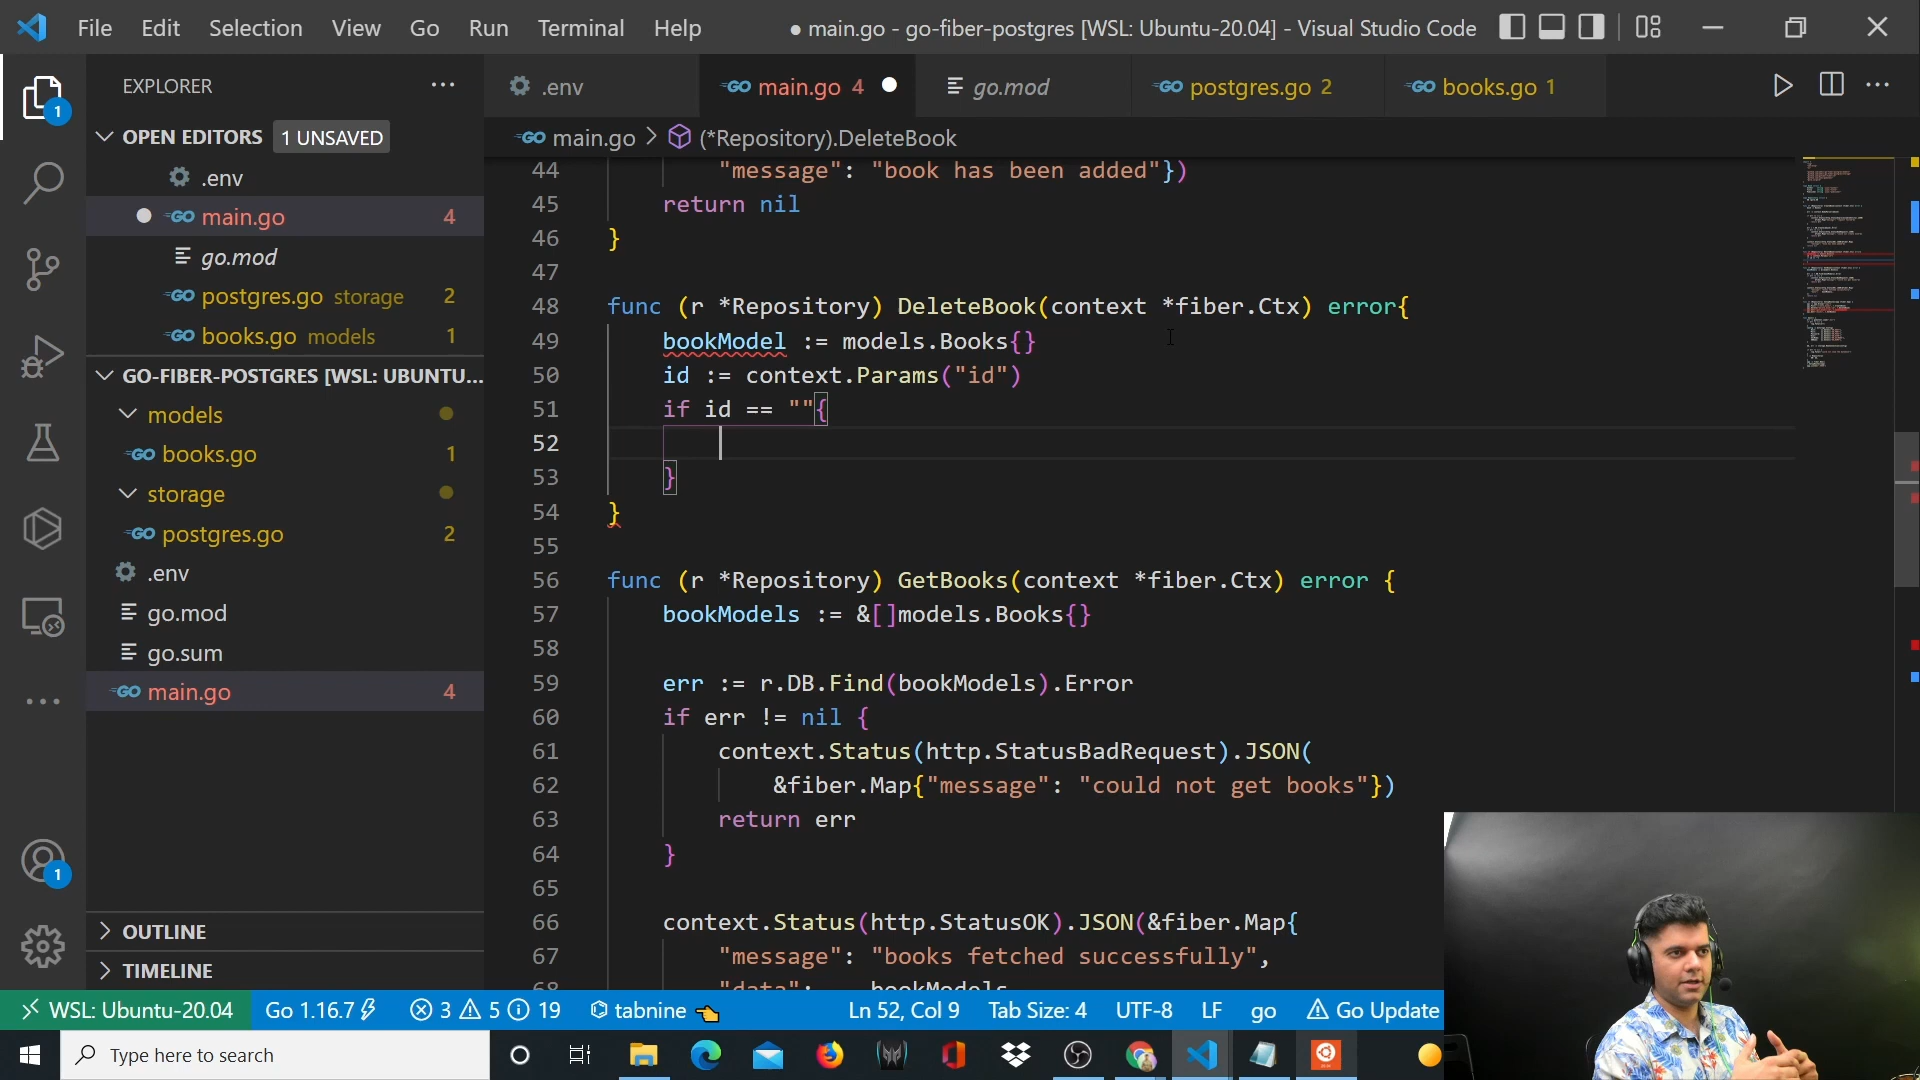 File Edit Selection View Go Run Terminal Help
● main.go - go-fiber-postgres [WSL: Ubuntu-20.04] - Visual Studio Code
EXPLORER
OPEN EDITORS 1 UNSAVED
.env
main.go 4
go.mod
postgres.go storage 2
books.go models 1
GO-FIBER-POSTGRES [WSL: UBUNTU...
models
books.go 1
storage
postgres.go 2
.env
go.mod
go.sum
main.go 4
OUTLINE
TIMELINE
1
1
.env
main.go 4
go.mod
postgres.go 2
books.go 1
main.go > (*Repository).DeleteBook
44 "message": "book has been added"})
45 return nil
46 }
47
48 func (r *Repository) DeleteBook(context *fiber.Ctx) error{
49 bookModel := models.Books{}
50 id := context.Params("id")
51 if id == ""{
52
53 }
54 }
55
56 func (r *Repository) GetBooks(context *fiber.Ctx) error {
57 bookModels := &[]models.Books{}
58
59 err := r.DB.Find(bookModels).Error
60 if err != nil {
61 context.Status(http.StatusBadRequest).JSON(
62 &fiber.Map{"message": "could not get books"})
63 return err
64 }
65
66 context.Status(http.StatusOK).JSON(&fiber.Map{
67 "message": "books fetched successfully",
68 "data": bookModels
WSL: Ubuntu-20.04 Go 1.16.7 3 5 19 tabnine Ln 52, Col 9 Tab Size: 4 UTF-8 LF go Go Update
Type here to search